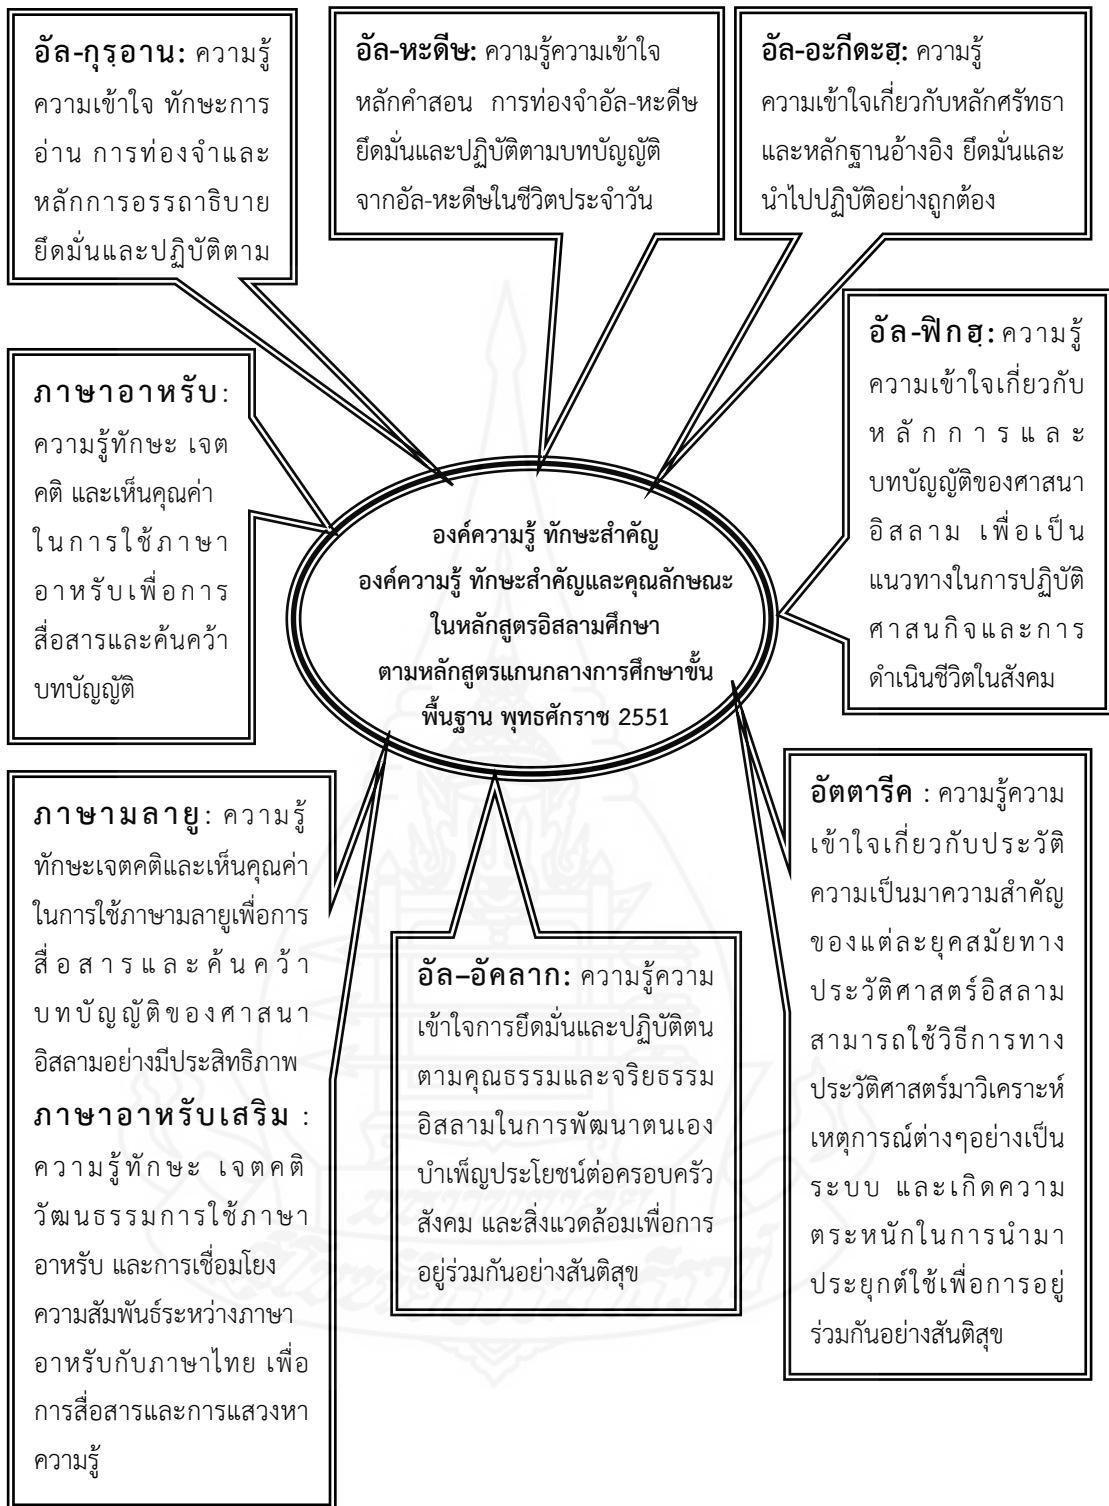 อัล-กุรฺอาน: ความรู้
ความเข้าใจ ทักษะการ
อ่าน การท่องจำและ
หลักการอรรถาธิบาย
ยึดมั่นและปฏิบัติตาม
อัล-หะดีษ: ความรู้ความเข้าใจ
หลักคำสอน การท่องจำอัล-หะดีษ
ยึดมั่นและปฏิบัติตามบทบัญญัติ
จากอัล-หะดีษในชีวิตประจำวัน
อัล-อะกีดะฮฺ: ความรู้
ความเข้าใจเกี่ยวกับหลักศรัทธา
และหลักฐานอ้างอิง ยึดมั่นและ
นำไปปฏิบัติอย่างถูกต้อง
อัล-ฟิกฮฺ: ความรู้
ความเข้าใจเกี่ยวกับ
หลักการและ
บทบัญญัติของศาสนา
อิสลาม เพื่อเป็น
แนวทางในการปฏิบัติ
ศาสนกิจและการ
ดำเนินชีวิตในสังคม
ภาษาอาหรับ:
ความรู้ทักษะ เจต
คติ และเห็นคุณค่า
ในการใช้ภาษา
อาหรับเพื่อการ
สื่อสารและค้นคว้า
บทบัญญัติ
องค์ความรู้ ทักษะสำคัญ
องค์ความรู้ ทักษะสำคัญและคุณลักษณะ
ในหลักสูตรอิสลามศึกษา
ตามหลักสูตรแกนกลางการศึกษาขั้น
พื้นฐาน พุทธศักราช 2551
ภาษามลายู: ความรู้
ทักษะเจตคติและเห็นคุณค่า
ในการใช้ภาษามลายูเพื่อการ
สื่อสารและค้นคว้า
บทบัญญัติของศาสนา
อิสลามอย่างมีประสิทธิภาพ
ภาษาอาหรับเสริม :
ความรู้ทักษะ เจตคติ
วัฒนธรรมการใช้ภาษา
อาหรับ และการเชื่อมโยง
ความสัมพันธ์ระหว่างภาษา
อาหรับกับภาษาไทย เพื่อ
การสื่อสารและการแสวงหา
ความรู้
อัล–อัคลาก: ความรู้ความ
เข้าใจการยึดมั่นและปฏิบัติตน
ตามคุณธรรมและจริยธรรม
อิสลามในการพัฒนาตนเอง
บำเพ็ญประโยชน์ต่อครอบครัว
สังคม และสิ่งแวดล้อมเพื่อการ
อยู่ร่วมกันอย่างสันติสุข
อัตตารีค : ความรู้ความ
เข้าใจเกี่ยวกับประวัติ
ความเป็นมาความสำคัญ
ของแต่ละยุคสมัยทาง
ประวัติศาสตร์อิสลาม
สามารถใช้วิธีการทาง
ประวัติศาสตร์มาวิเคราะห์
เหตุการณ์ต่างๆอย่างเป็น
ระบบ และเกิดความ
ตระหนักในการนำมา
ประยุกต์ใช้เพื่อการอยู่
ร่วมกันอย่างสันติสุข
มหาวิทยาลัย
สุโขทัยธรรมาธิราช